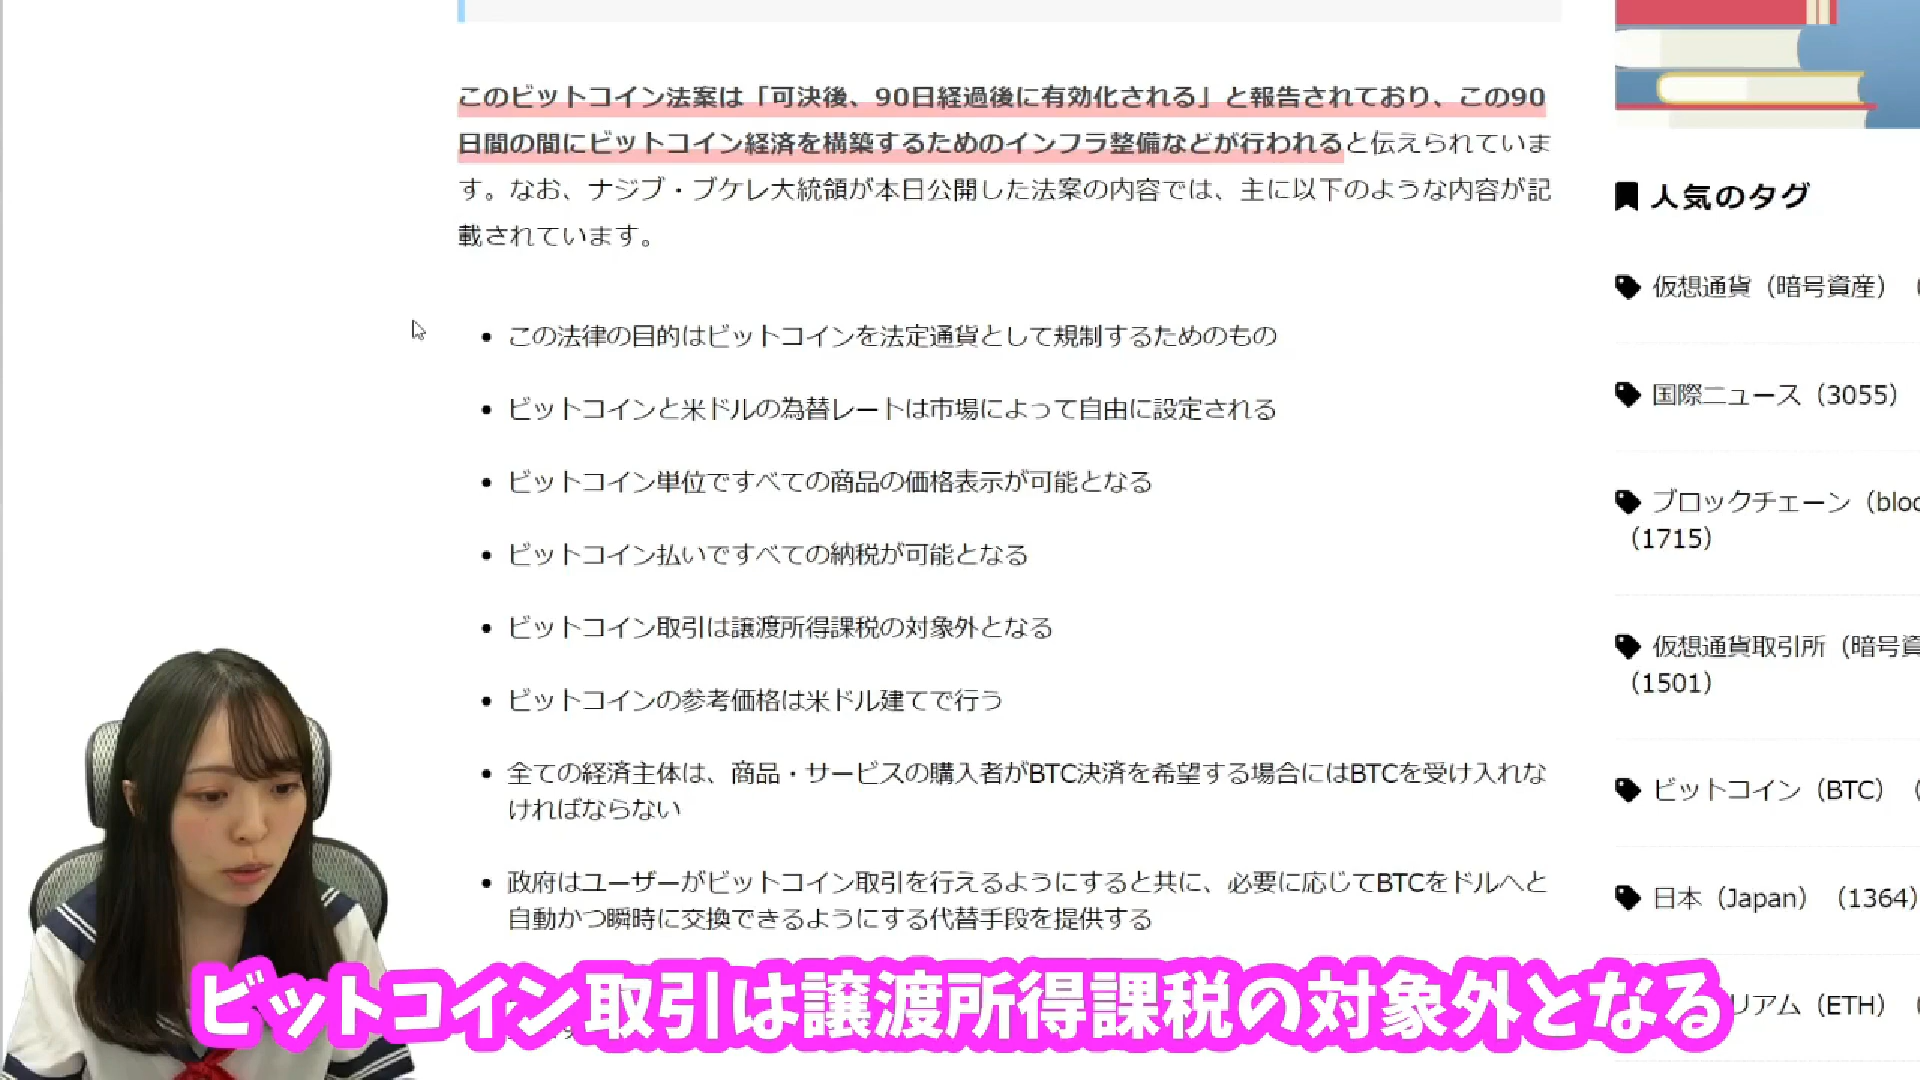 このビットコイン法案は「可決後、90日経過後に有効化される」と報告されており、この90
日間の間にビットコイン経済を構築するためのインフラ整備などが行われると伝えられていま
す。なお、ナジブ・ブケレ大統領が本日公開した法案の内容では、主に以下のような内容が記
載されています。
• この法律の目的はビットコインを法定通貨として規制するためのもの
• ビットコインと米ドルの為替レートは市場によって自由に設定される
• ビットコイン単位ですべての商品の価格表示が可能となる
• ビットコイン払いですべての納税が可能となる
• ビットコイン取引は譲渡所得課税の対象外となる
• ビットコインの参考価格は米ドル建てで行う
• 全ての経済主体は、商品・サービスの購入者がBTC決済を希望する場合にはBTCを受け入れな
ければならない
• 政府はユーザーがビットコイン取引を行えるようにすると共に、必要に応じてBTCをドルへと
自動かつ瞬時に交換できるようにする代替手段を提供する
人気のタグ
仮想通貨（暗号資産）
国際ニュース（3055）
ブロックチェーン（bloc
（1715）
仮想通貨取引所（暗号資
（1501）
ビットコイン（BTC）
日本（Japan）（1364）
リアム（ETH）
ビットコイン取引は譲渡所得課税の対象外となる